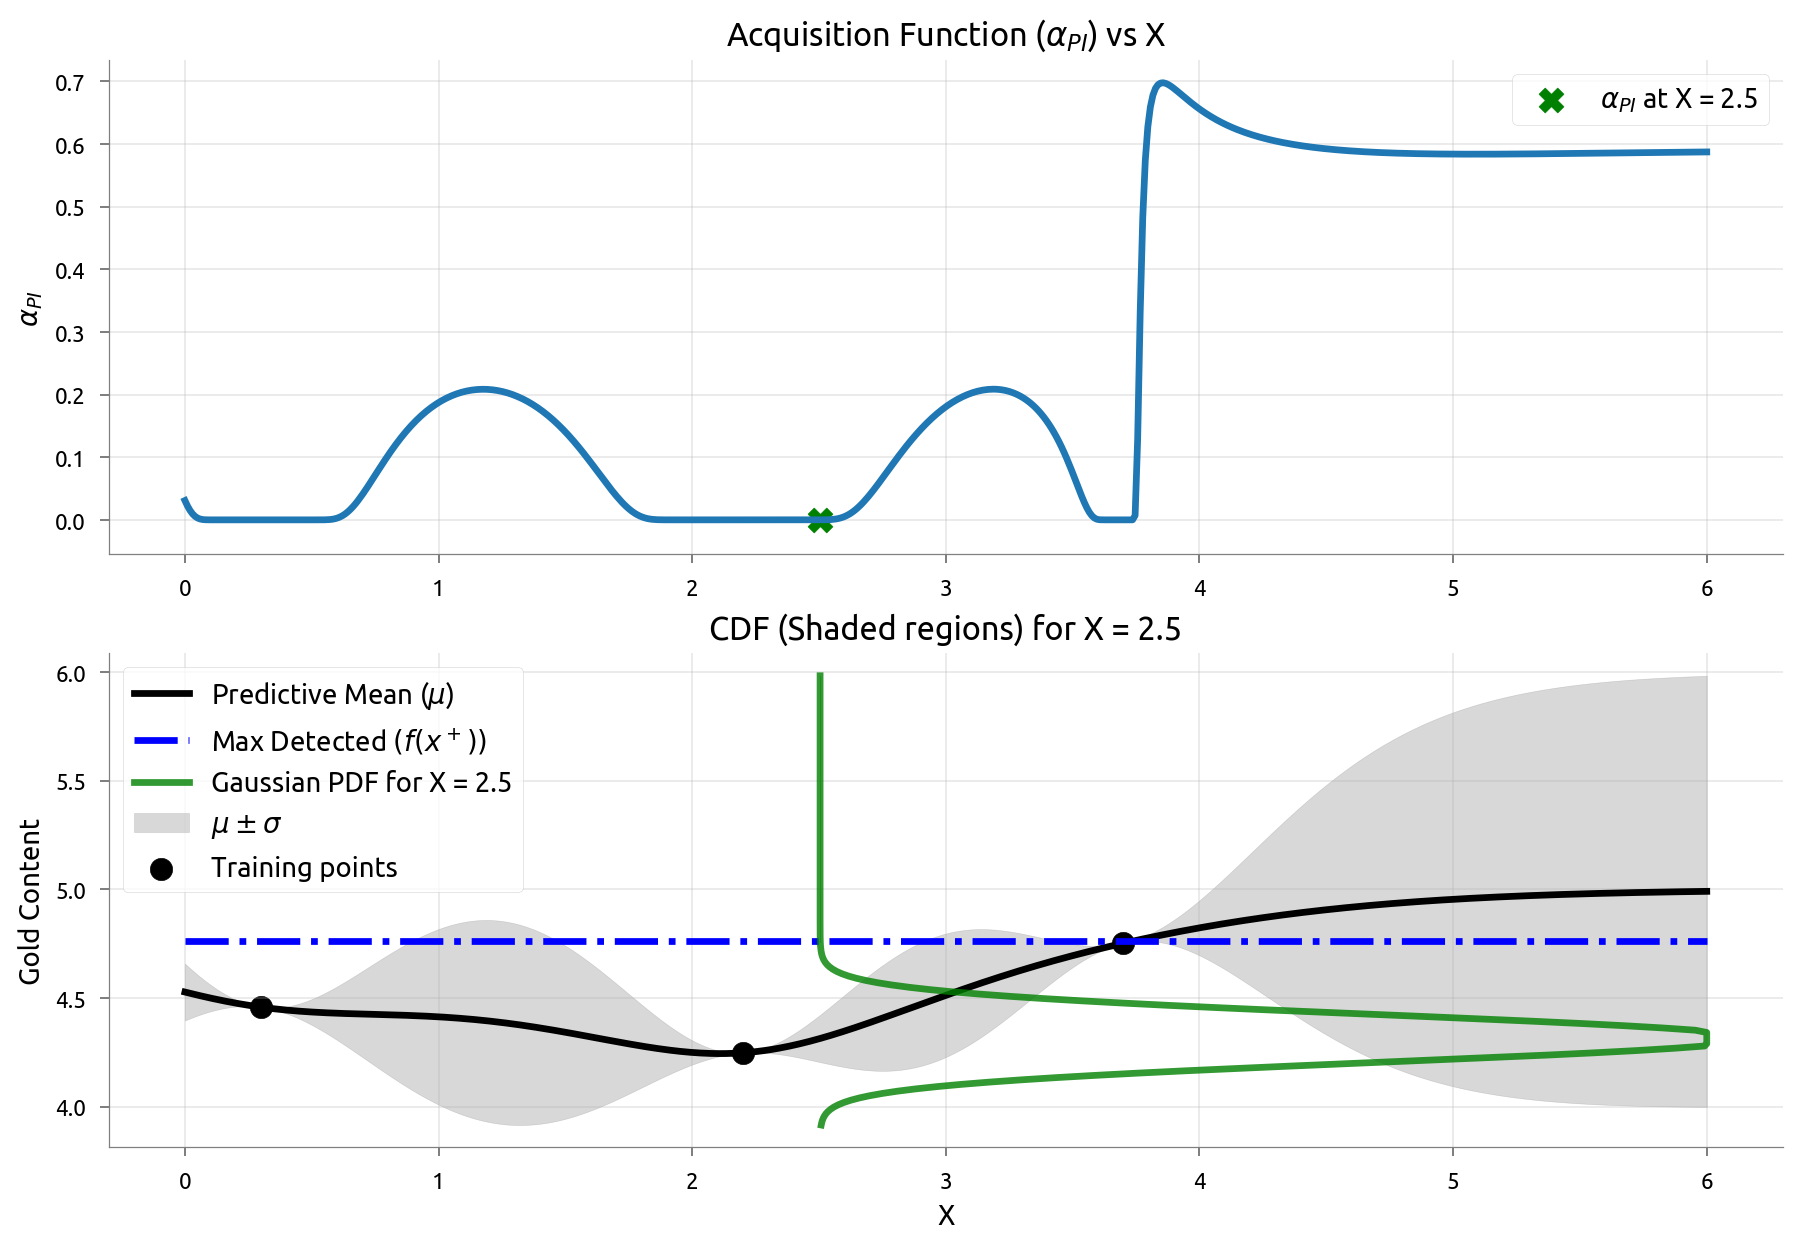 Acquisition Function (α_PI) vs X
0.7
0.6
0.5
0.4
0.3
0.2
0.1
0.0
α_PI
α_PI at X = 2.5
0 1 2 3 4 5 6
CDF (Shaded regions) for X = 2.5
6.0
5.5
5.0
4.5
4.0
Gold Content
Predictive Mean (μ)
Max Detected (f(x⁺))
Gaussian PDF for X = 2.5
μ ± σ
Training points
0 1 2 3 4 5 6
X